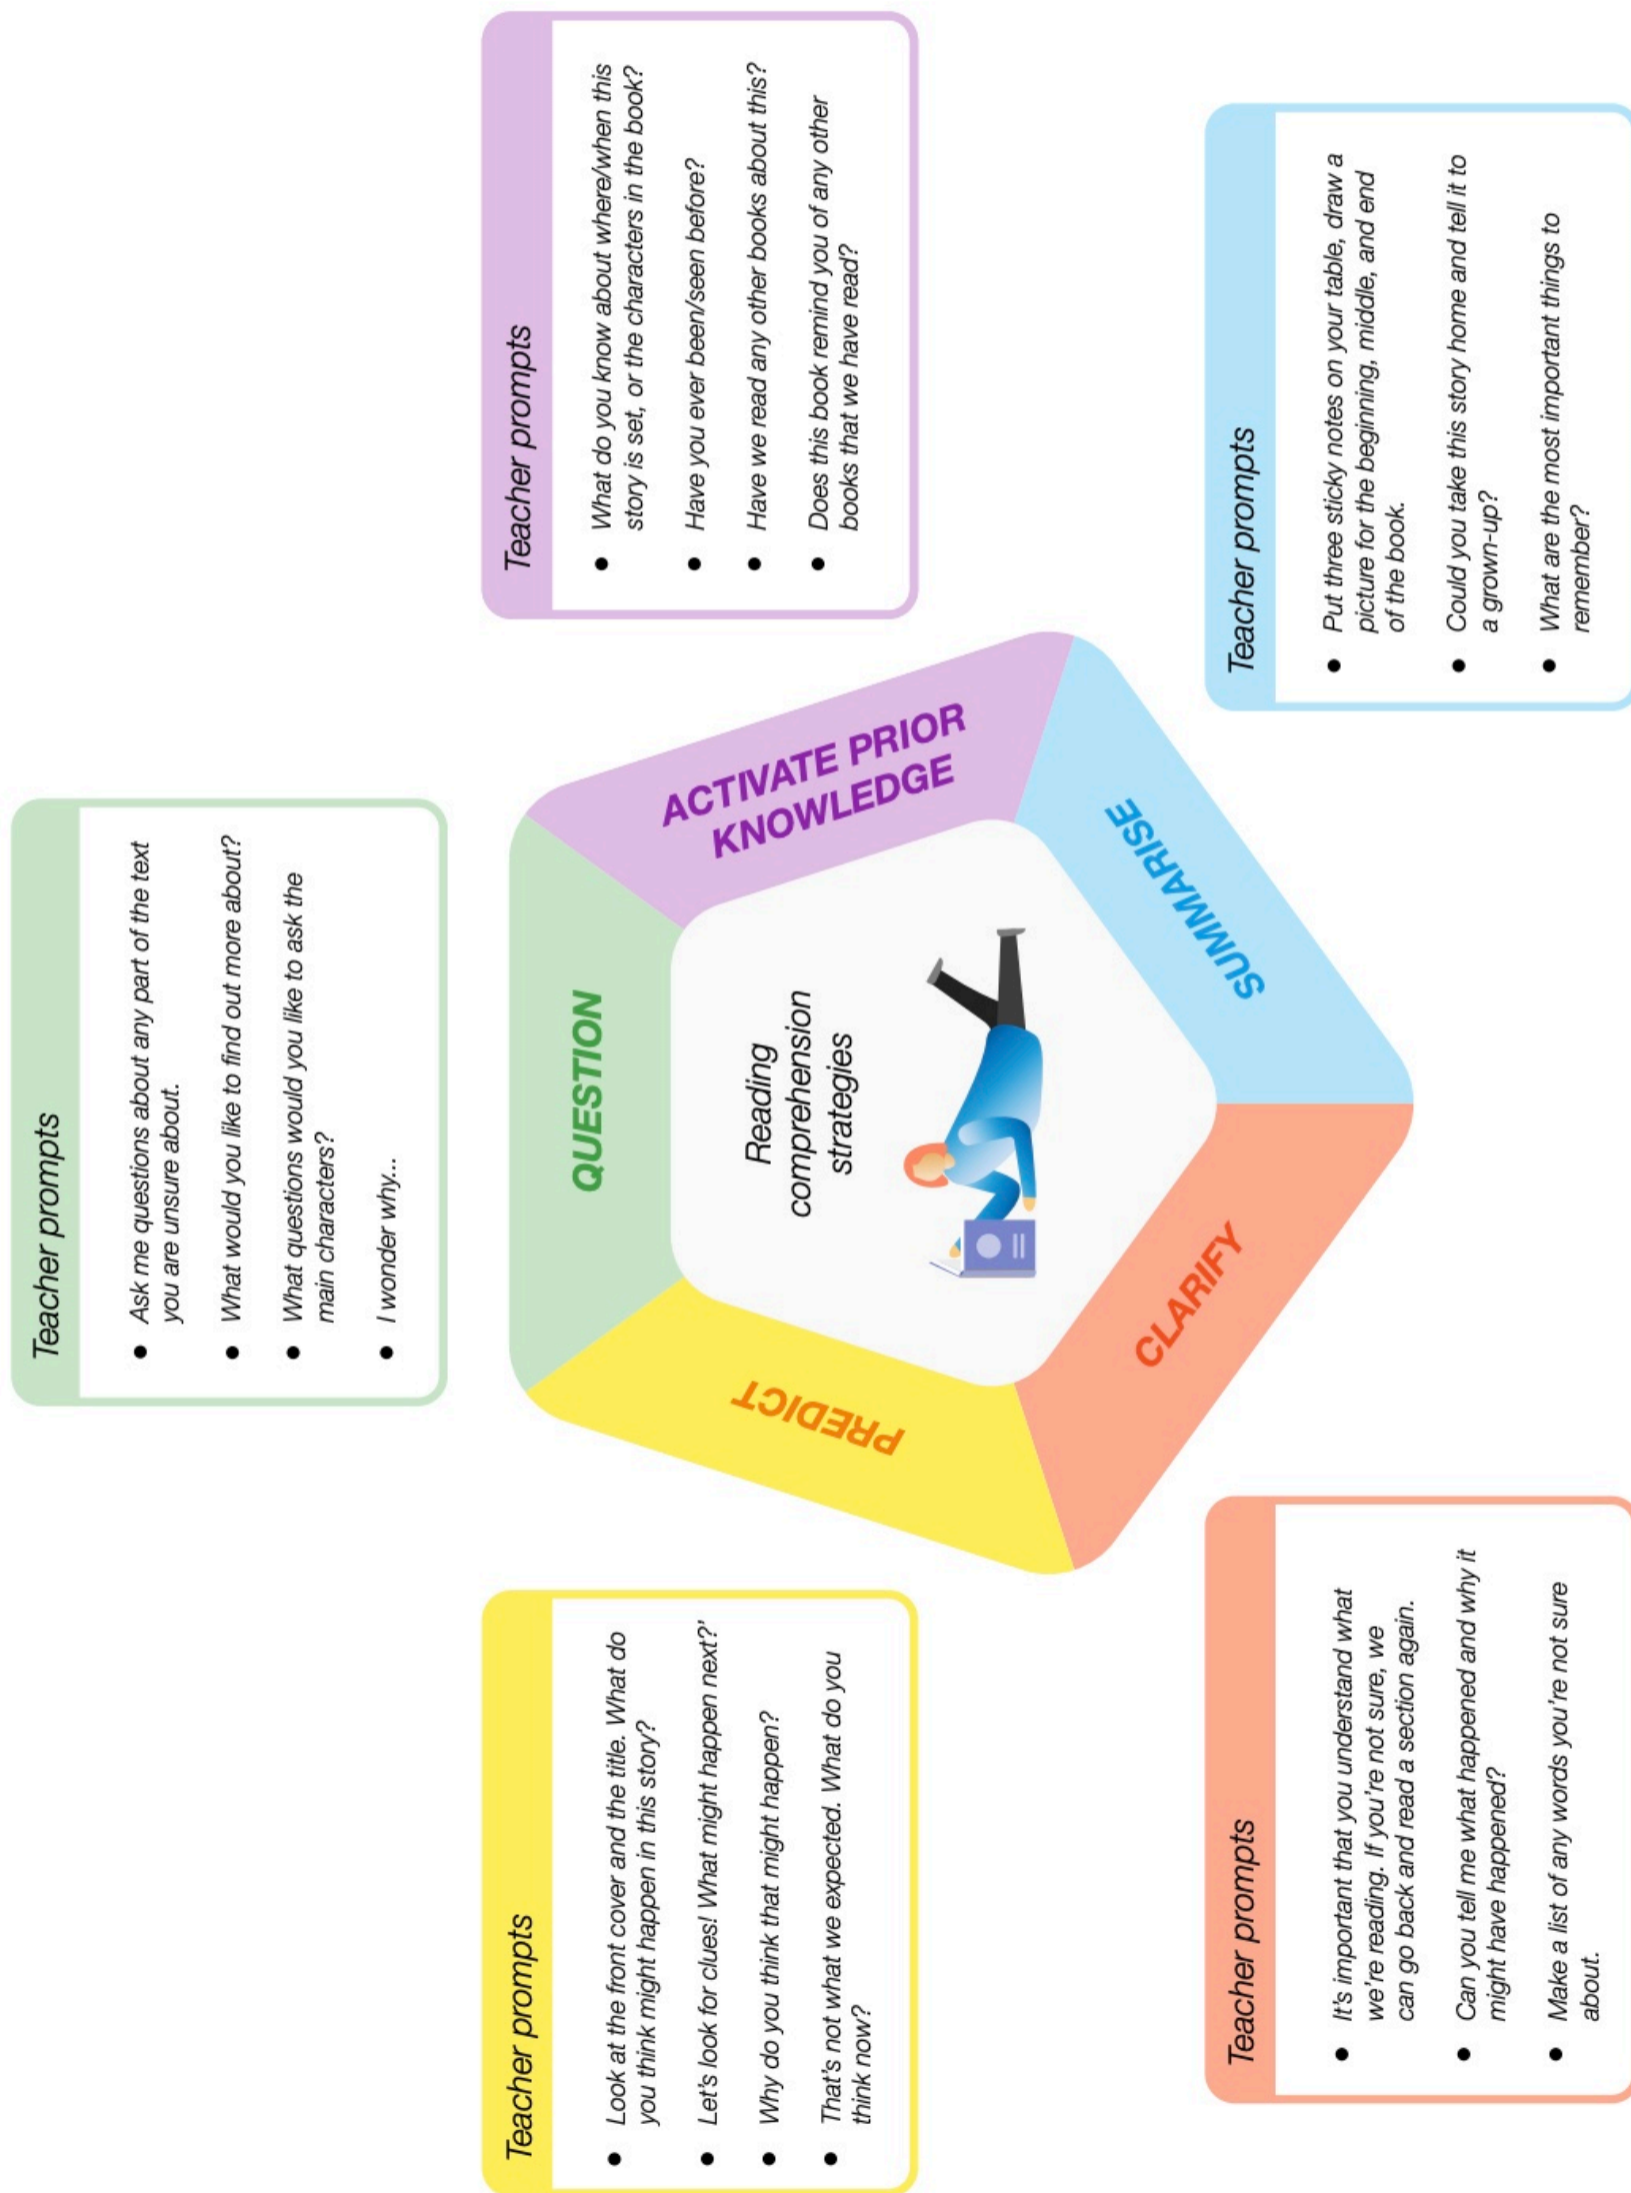 Teacher prompts
• Ask me questions about any part of the text
you are unsure about.
• What would you like to find out more about?
• What questions would you like to ask the
main characters?
• I wonder why...
Teacher prompts
• Look at the front cover and the title. What do
you think might happen in this story?
• Let's look for clues! What might happen next?'
• Why do you think that might happen?
• That's not what we expected. What do you
think now?
QUESTION
PREDICT
ACTIVATE PRIOR
KNOWLEDGE
Reading
comprehension
strategies
CLARIFY
SUMMARISE
Teacher prompts
• What do you know about where/when this
story is set, or the characters in the book?
• Have you ever been/seen before?
• Have we read any other books about this?
• Does this book remind you of any other
books that we have read?
Teacher prompts
• It's important that you understand what
we're reading. If you're not sure, we
can go back and read a section again.
• Can you tell me what happened and why it
might have happened?
• Make a list of any words you're not sure
about.
Teacher prompts
• Put three sticky notes on your table, draw a
picture for the beginning, middle, and end
of the book.
• Could you take this story home and tell it to
a grown-up?
• What are the most important things to
remember?